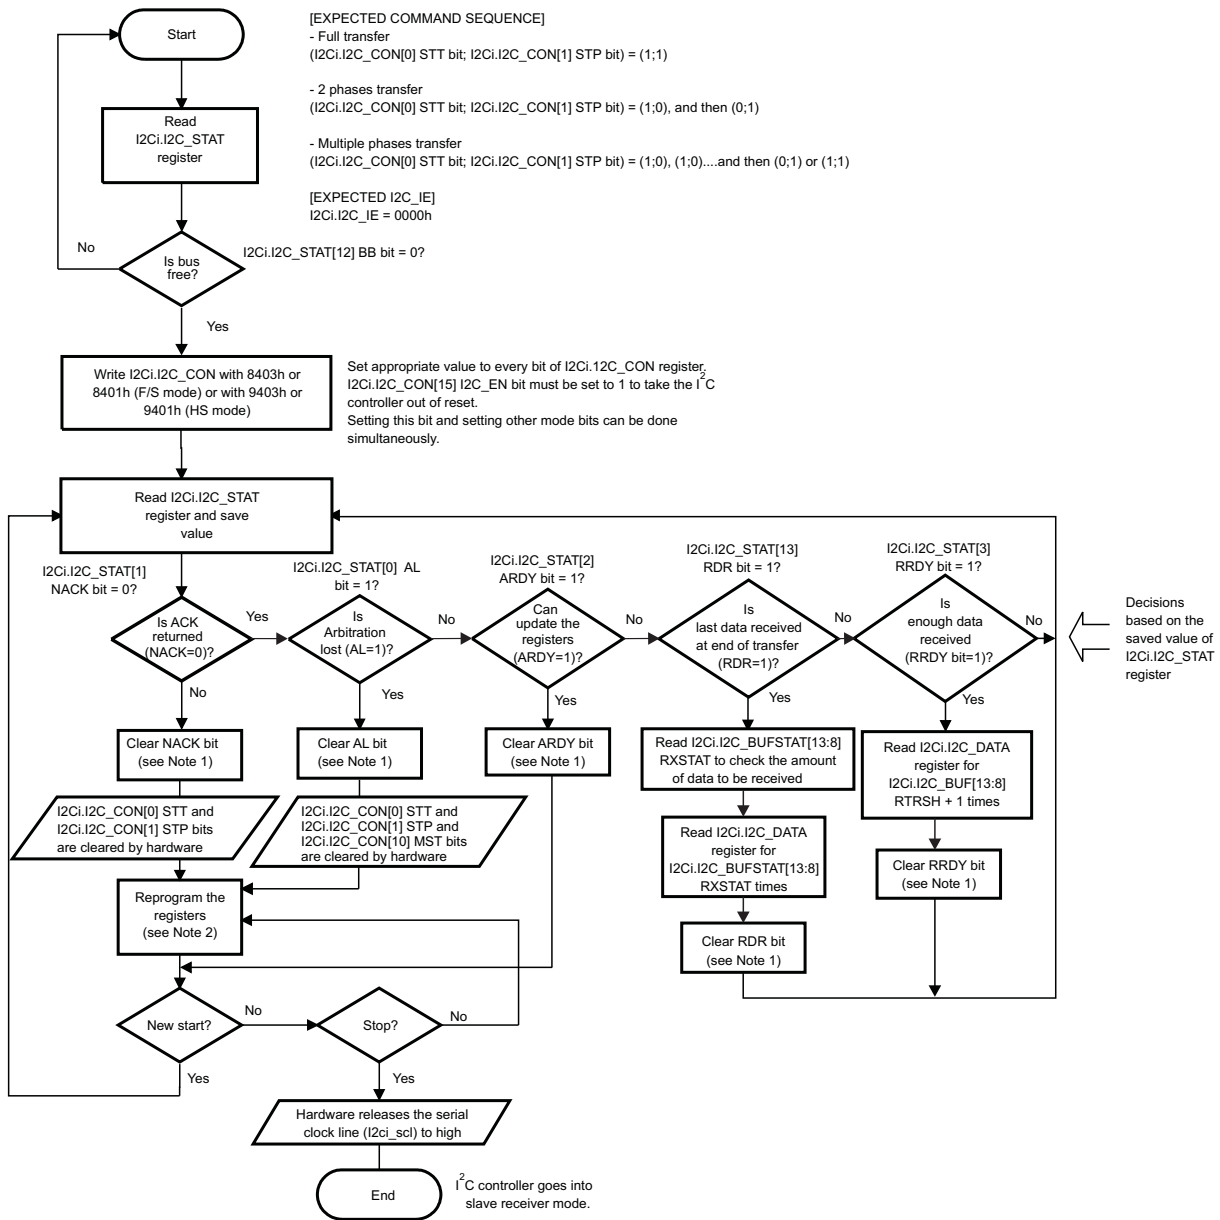 Start
[EXPECTED COMMAND SEQUENCE]
- Full transfer
(I2Ci.I2C_CON[0] STT bit; I2Ci.I2C_CON[1] STP bit) = (1;1)
- 2 phases transfer
(I2Ci.I2C_CON[0] STT bit; I2Ci.I2C_CON[1] STP bit) = (1;0), and then (0;1)
- Multiple phases transfer
(I2Ci.I2C_CON[0] STT bit; I2Ci.I2C_CON[1] STP bit) = (1;0), (1;0)....and then (0;1) or (1;1)
[EXPECTED I2C_IE]
I2Ci.I2C_IE = 0000h
Read
I2Ci.I2C_STAT
register
No
Is bus
free?
I2Ci.I2C_STAT[12] BB bit = 0?
Yes
Write I2Ci.I2C_CON with 8403h or
8401h (F/S mode) or with 9403h or
9401h (HS mode)
Set appropriate value to every bit of I2Ci.12C_CON register.
I2Ci.I2C_CON[15] I2C_EN bit must be set to 1 to take the I2C
controller out of reset.
Setting this bit and setting other mode bits can be done
simultaneously.
Read I2Ci.I2C_STAT
register and save
value
I2Ci.I2C_STAT[1]
NACK bit = 0?
Is ACK
returned
(NACK=0)?
Yes
No
I2Ci.I2C_STAT[0] AL
bit = 1?
Is
Arbitration
lost (AL=1)?
No
Yes
I2Ci.I2C_STAT[2]
ARDY bit = 1?
Can
update the
registers
(ARDY=1)?
No
Yes
I2Ci.I2C_STAT[13]
RDR bit = 1?
Is
last data received
at end of transfer
(RDR=1)?
No
Yes
I2Ci.I2C_STAT[3]
RRDY bit = 1?
Is
enough data
received
(RRDY bit=1)?
No
Yes
Decisions
based on the
saved value of
I2Ci.I2C_STAT
register
Clear NACK bit
(see Note 1)
Clear AL bit
(see Note 1)
Clear ARDY bit
(see Note 1)
Read I2Ci.I2C_BUFSTAT[13:8]
RXSTAT to check the amount
of data to be received
Read I2Ci.I2C_DATA
register for
I2Ci.I2C_BUF[13:8]
RTRSH + 1 times
I2Ci.I2C_CON[0] STT and
I2Ci.I2C_CON[1] STP bits
are cleared by hardware
I2Ci.I2C_CON[0] STT and
I2Ci.I2C_CON[1] STP and
I2Ci.I2C_CON[10] MST bits
are cleared by hardware
Read I2Ci.I2C_DATA
register for
I2Ci.I2C_BUFSTAT[13:8]
RXSTAT times
Clear RRDY bit
(see Note 1)
Reprogram the
registers
(see Note 2)
Clear RDR bit
(see Note 1)
New start?
No
Yes
Stop?
No
Yes
Hardware releases the serial
clock line (I2ci_scl) to high
End
I2C controller goes into
slave receiver mode.